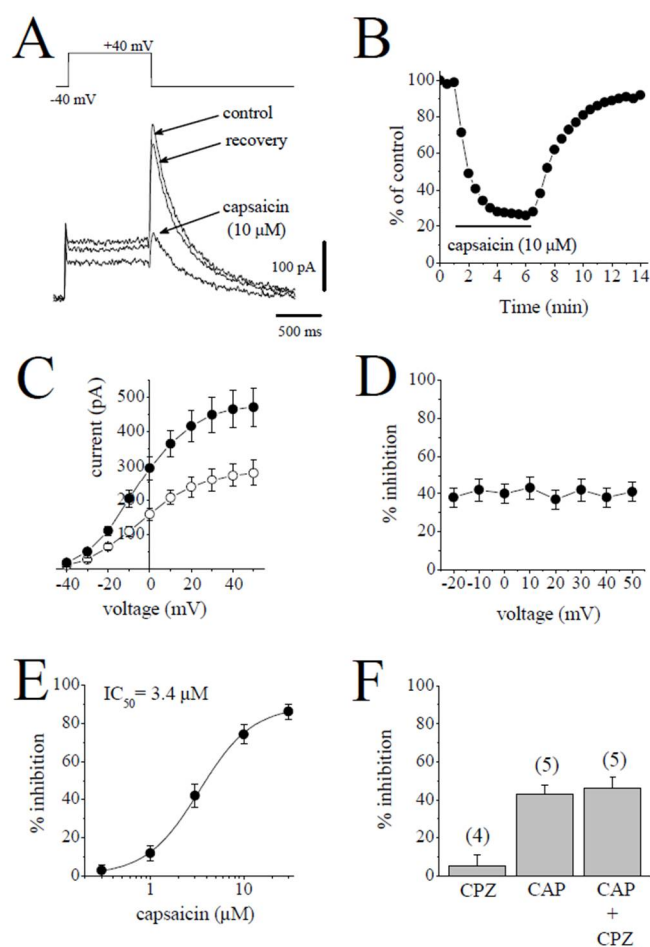 A
+40 mV
-40 mV
control
recovery
capsaicin
(10 μM)
100 pA
500 ms
B
% of control
100
80
60
40
20
0
capsaicin (10 μM)
0 2 4 6 8 10 12 14
Time (min)
C
current (pA)
500
400
300
200
100
-40 -20 0 20 40
voltage (mV)
D
% inhibition
100
80
60
40
20
0
-20 -10 0 10 20 30 40 50
voltage (mV)
E
IC50= 3.4 μM
% inhibition
100
80
60
40
20
0
1 10
capsaicin (μM)
F
% inhibition
100
80
60
40
20
0
(4)
(5)
(5)
CPZ
CAP
CAP
+
CPZ